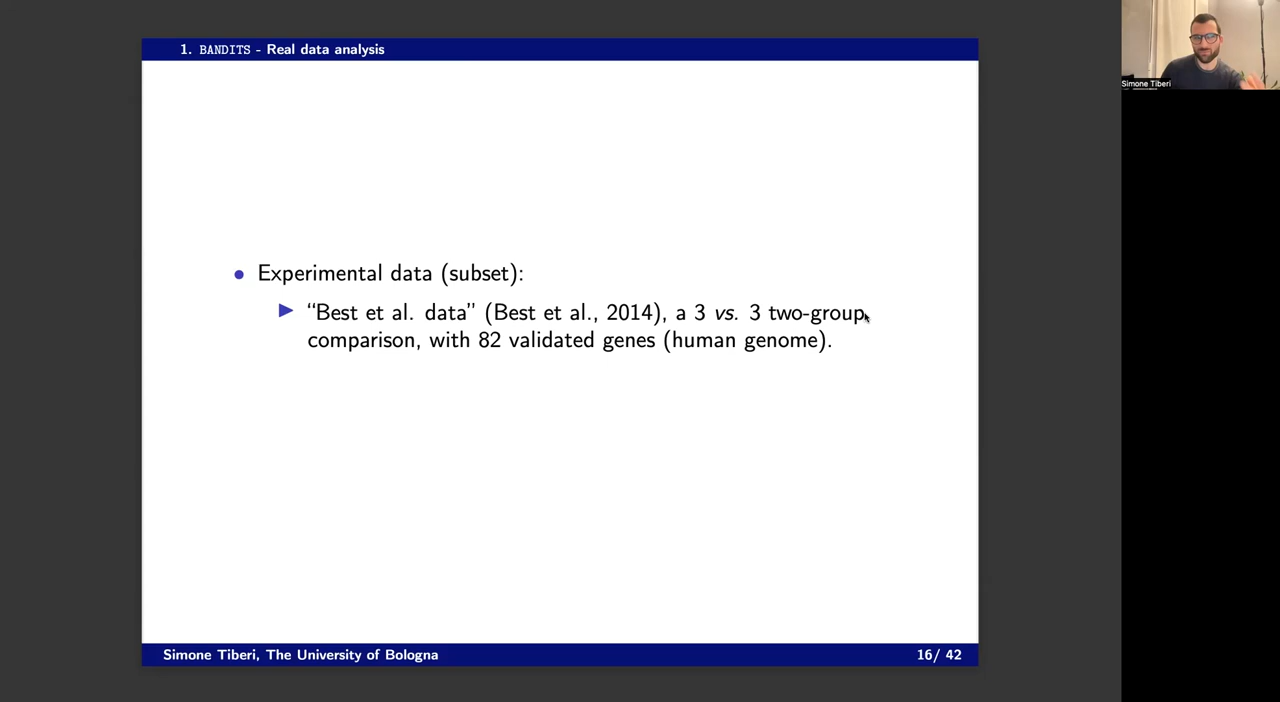 1. BANDITS - Real data analysis
Simone Tiberi
• Experimental data (subset):
▶ “Best et al. data” (Best et al., 2014), a 3 vs. 3 two-group
comparison, with 82 validated genes (human genome).
Simone Tiberi, The University of Bologna
16/ 42